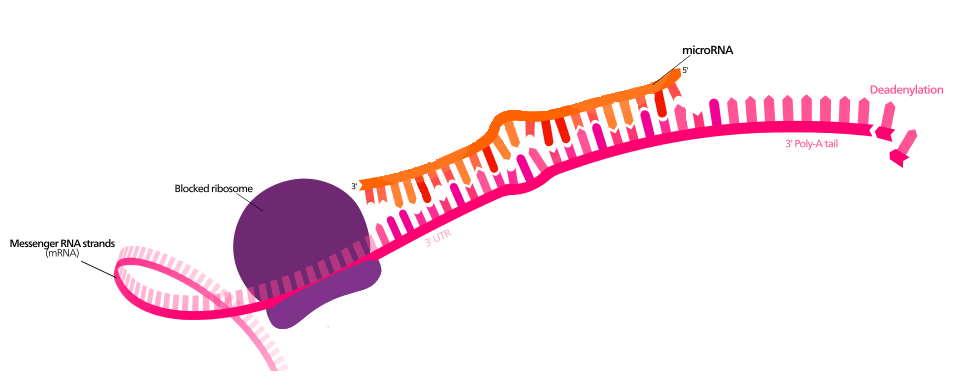 microRNA
5'
Deadenylation
3' Poly-A tail
3'
Blocked ribosome
3' UTR
Messenger RNA strands
(mRNA)